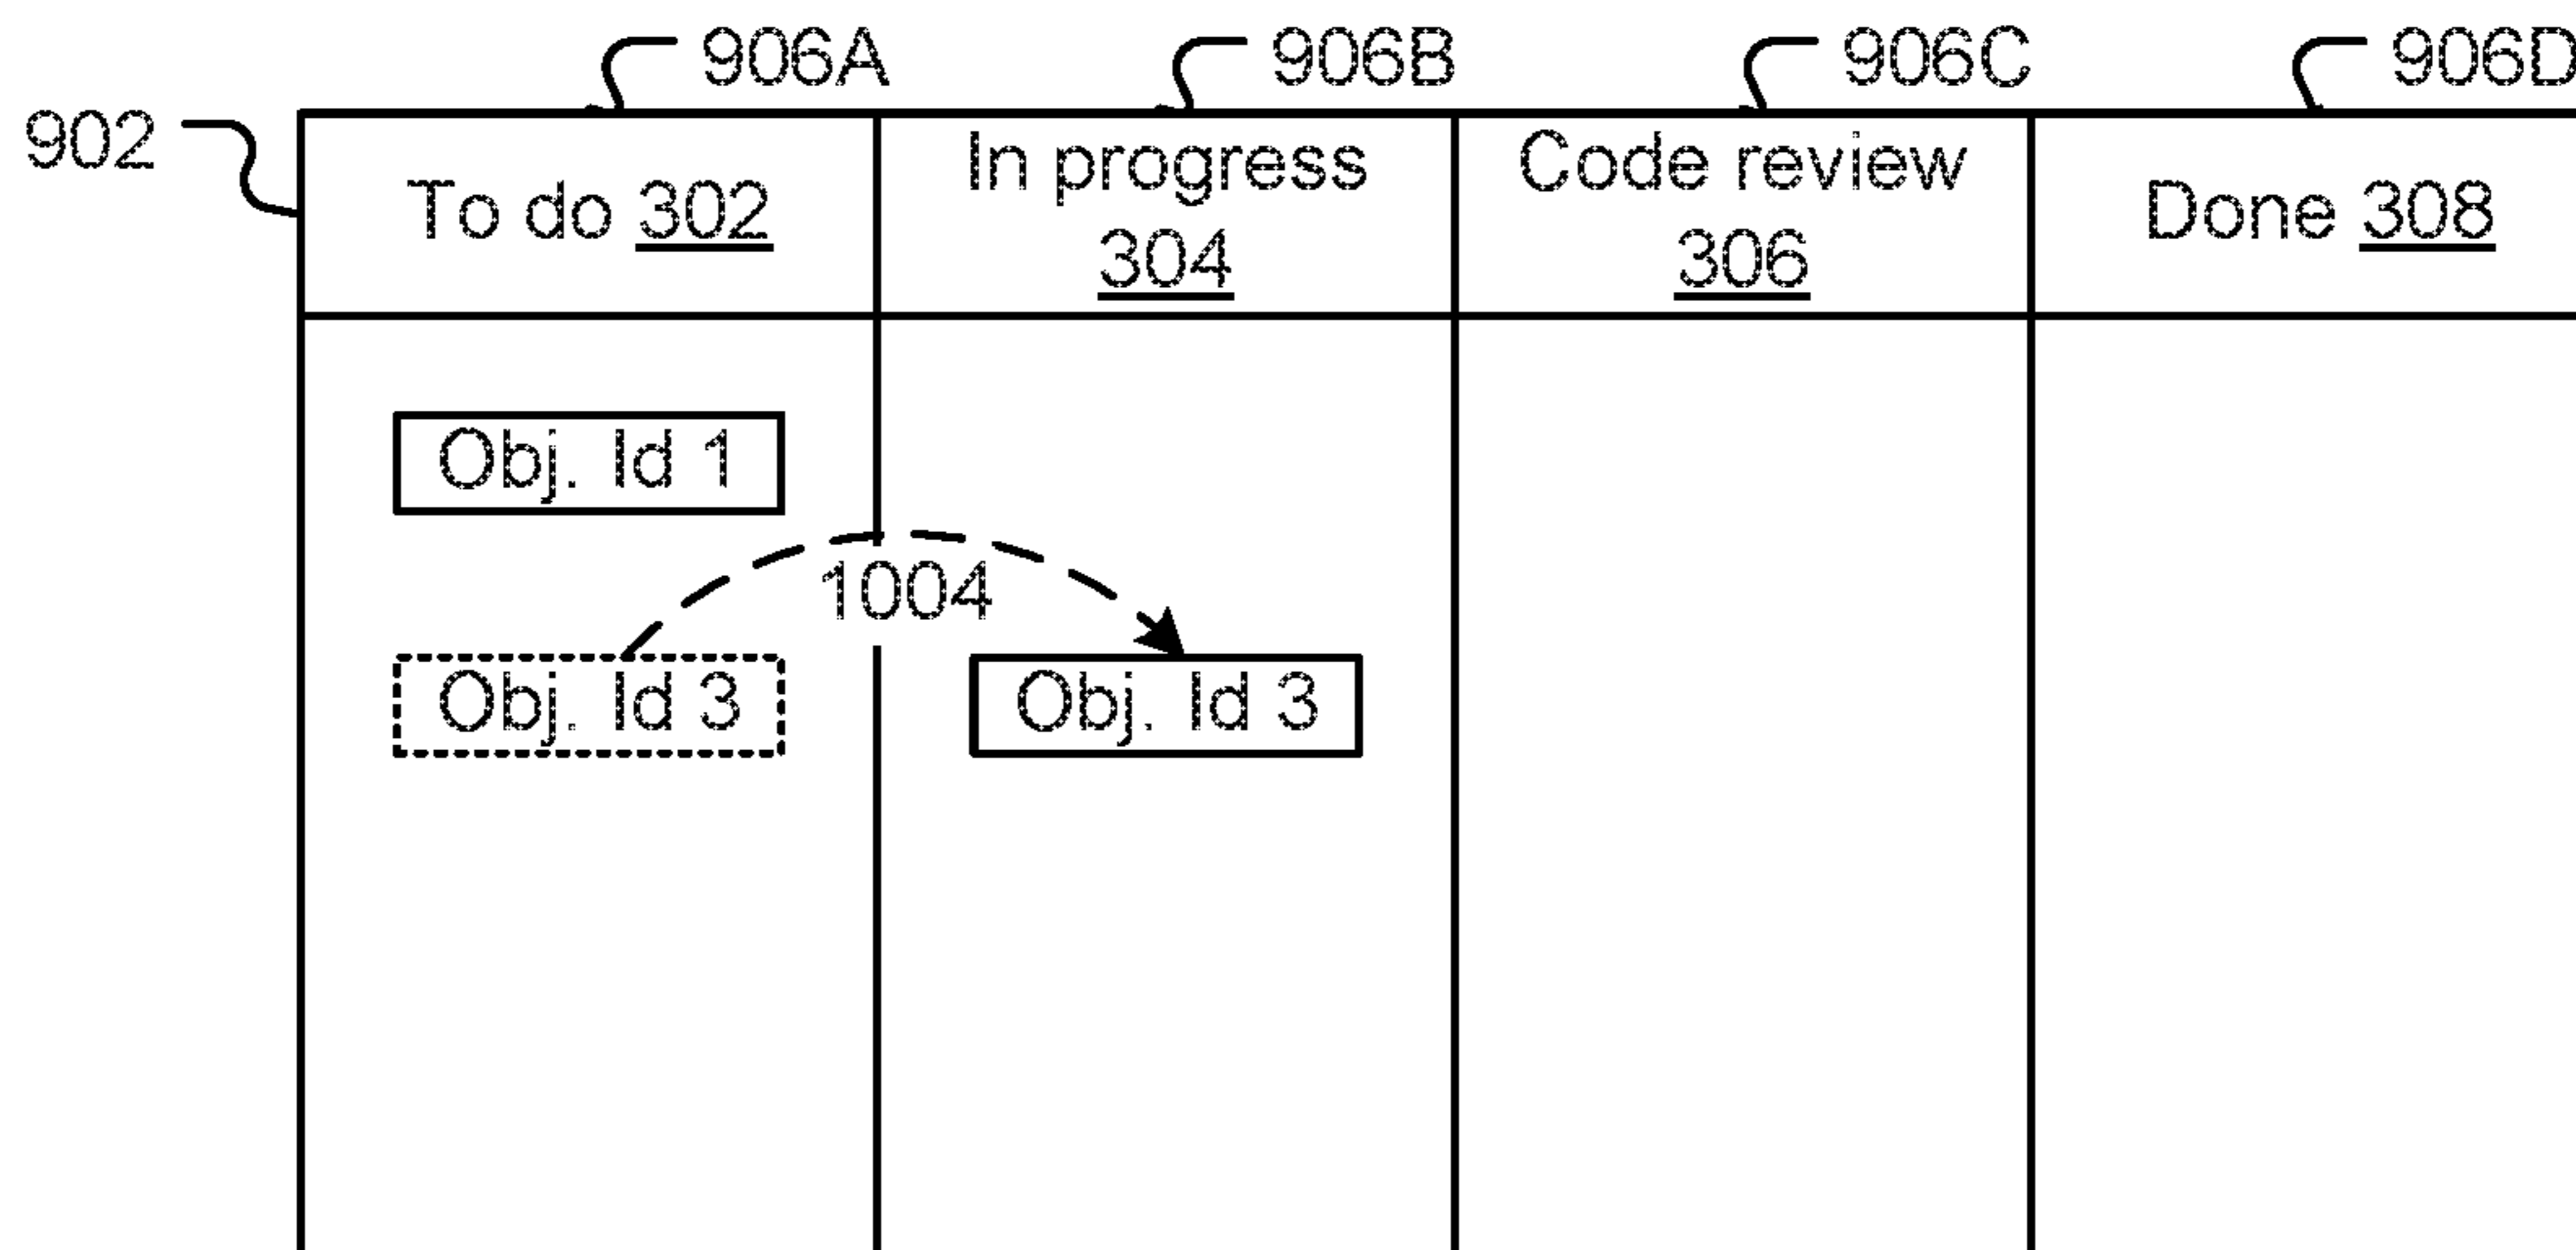 906A 906B 906C 906D
902
To do 302
In progress
304
Code review
306
Done 308
Obj. Id 1
1004
Obj. Id 3
Obj. Id 3